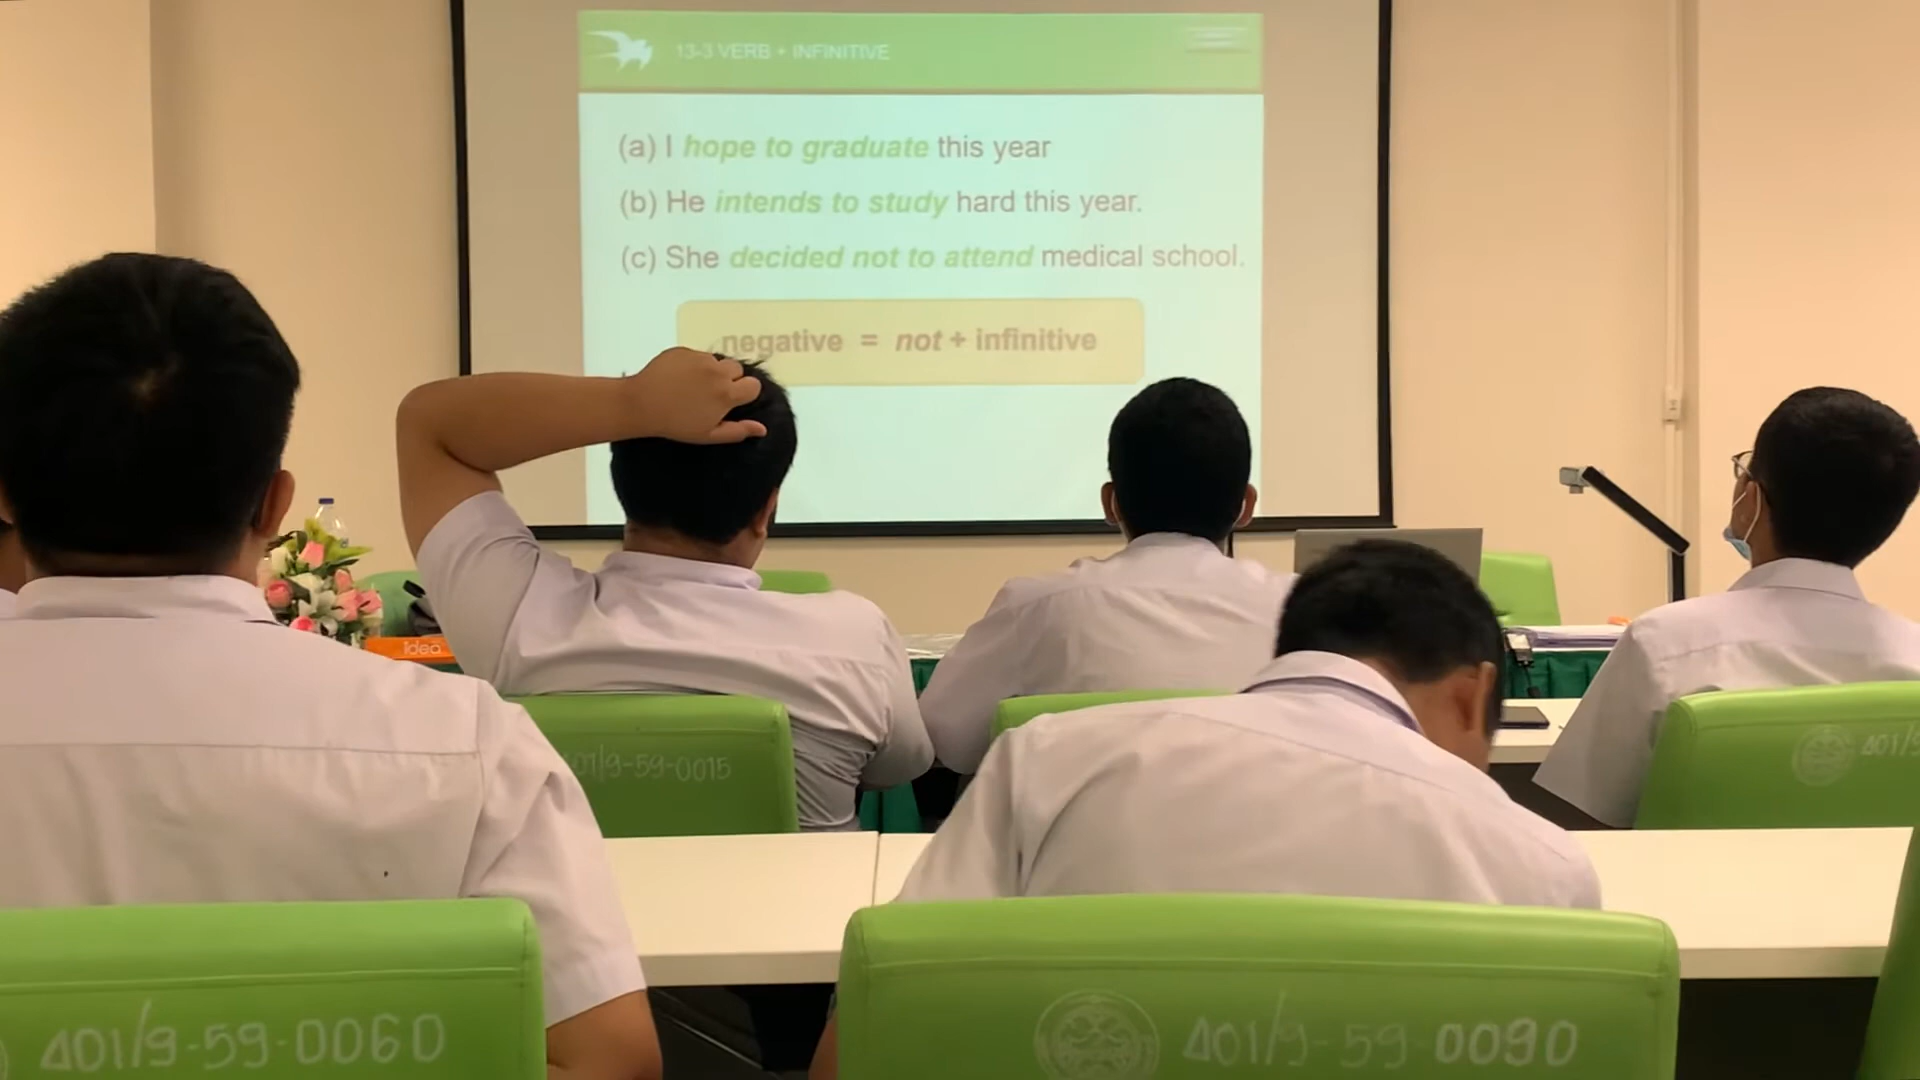 13-3 VERB + INFINITIVE
(a) I hope to graduate this year
(b) He intends to study hard this year.
(c) She decided not to attend medical school.
negative = not + infinitive
idea
401/9-59-0015
401/9
401/9-59-0060
401/9-59-0090